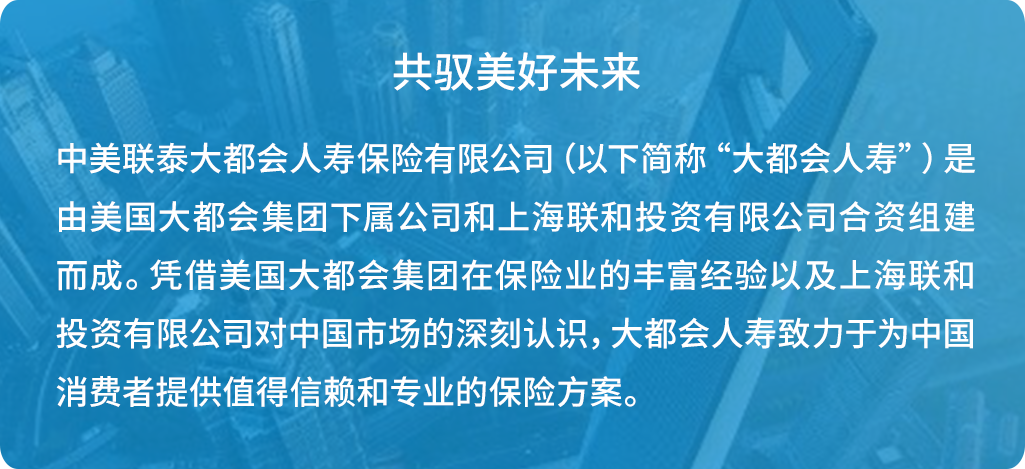 共驭美好未来
中美联泰大都会人寿保险有限公司（以下简称“大都会人寿”）是
由美国大都会集团下属公司和上海联和投资有限公司合资组建
而成。凭借美国大都会集团在保险业的丰富经验以及上海联和
投资有限公司对中国市场的深刻认识，大都会人寿致力于为中国
消费者提供值得信赖和专业的保险方案。